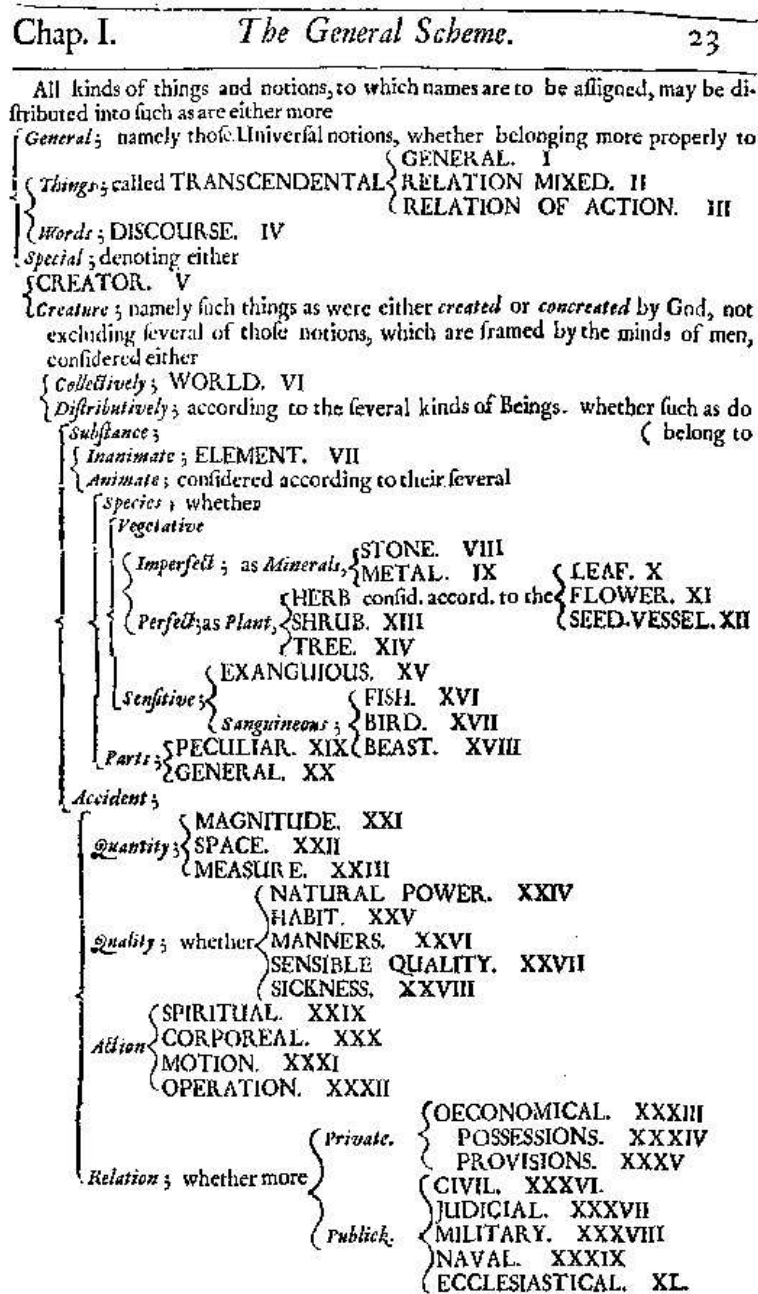 Chap. I. The General Scheme. 23
All kinds of things and notions, to which names are to be aſſigned, may be di-
ſtributed into ſuch as are either more
General; namely thoſe Univerſal notions, whether belonging more properly to
GENERAL. I
Things; called TRANSCENDENTAL RELATION MIXED. II
RELATION OF ACTION. III
Words; DISCOURSE. IV
Special; denoting either
CREATOR. V
Creature; namely ſuch things as were either created or concreated by God, not
excluding ſeveral of thoſe notions, which are framed by the minds of men,
conſidered either
Collectively; WORLD. VI
Diſtributively; according to the ſeveral kinds of Beings. whether ſuch as do
Subſtance; ( belong to
Inanimate; ELEMENT. VII
Animate; conſidered according to their ſeveral
Species; whether
Vegetative
STONE. VIII
Imperfect; as Minerals, METAL. IX LEAF. X
HERB conſid. accord. to the FLOWER. XI
Perfect; as Plant, SHRUB. XIII SEED-VESSEL. XII
TREE. XIV
EXANGUIOUS. XV
Senſitive; FISH. XVI
Sanguineous; BIRD. XVII
Parts; PECULIAR. XIX BEAST. XVIII
GENERAL. XX
Accident;
MAGNITUDE. XXI
Quantity; SPACE. XXII
MEASURE. XXIII
NATURAL POWER. XXIV
HABIT. XXV
Quality; whether MANNERS. XXVI
SENSIBLE QUALITY. XXVII
SICKNESS. XXVIII
SPIRITUAL. XXIX
Action CORPOREAL. XXX
MOTION. XXXI
OPERATION. XXXII
OECONOMICAL. XXXIII
Private. POSSESSIONS. XXXIV
PROVISIONS. XXXV
Relation; whether more CIVIL. XXXVI.
JUDICIAL. XXXVII
Publick. MILITARY. XXXVIII
NAVAL. XXXIX
ECCLESIASTICAL. XL.